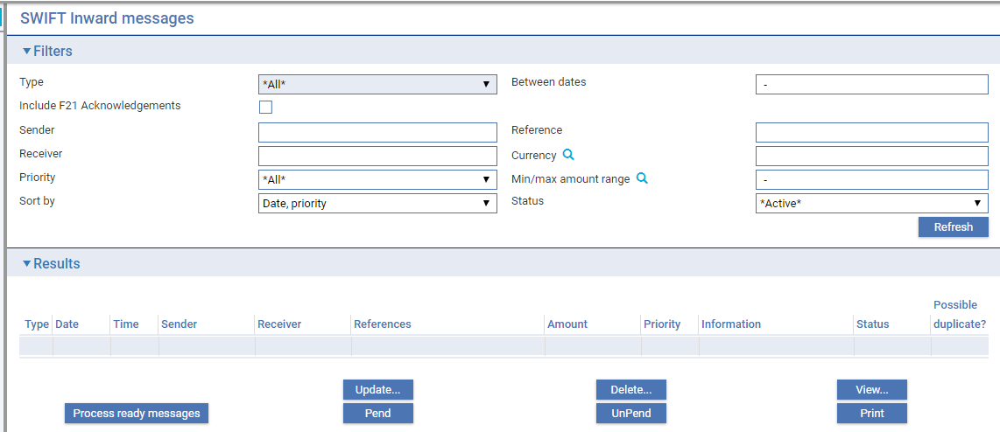 SWIFT Inward messages
▼Filters
Type *All* ▼ Between dates -
Include F21 Acknowledgements
Sender Reference
Receiver Currency
Priority *All* ▼ Min/max amount range -
Sort by Date, priority ▼ Status *Active* ▼
Refresh
▼Results
Type Date Time Sender Receiver References Amount Priority Information Status Possible duplicate?
Update... Delete... View...
Process ready messages Pend UnPend Print